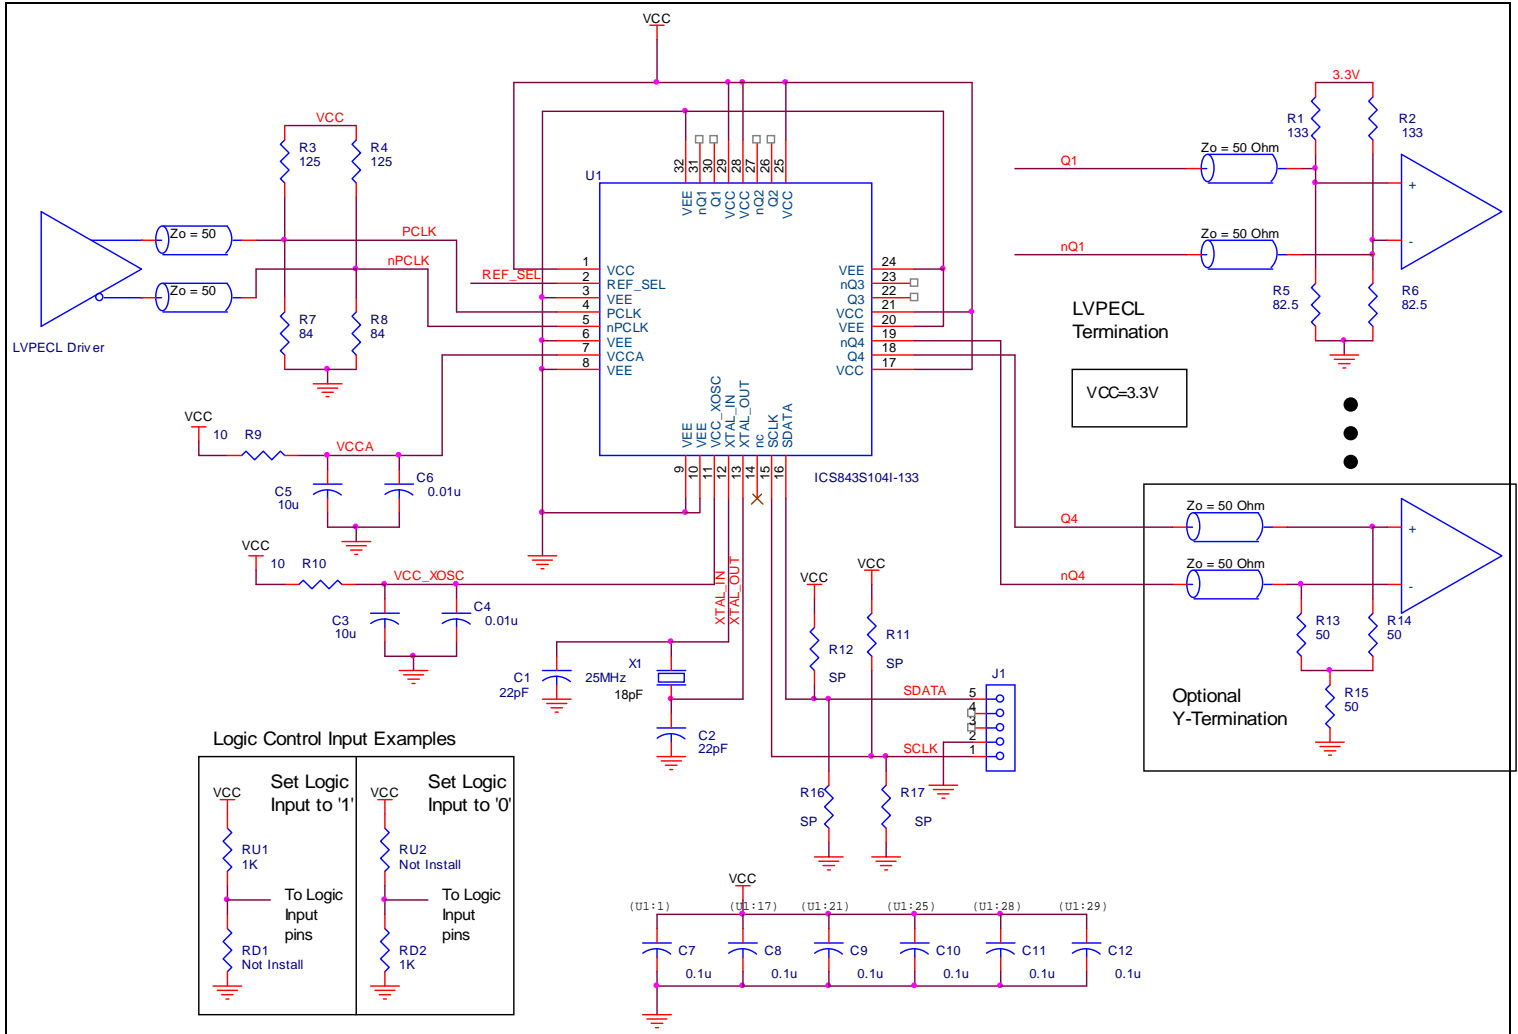 VCC
VCC
R3
125
R4
125
Zo = 50
Zo = 50
PCLK
nPCLK
REF_SEL
LVPECL Driver
R7
84
R8
84
U1
32
31
30
29
28
27
26
25
VEE
nQ1
Q1
VCC
VCC
nQ2
Q2
VCC
1
2
3
4
5
6
7
8
VCC
REF_SEL
VEE
PCLK
nPCLK
VEE
VCCA
VEE
VEE
nQ3
Q3
VCC
VEE
nQ4
Q4
VCC
24
23
22
21
20
19
18
17
VEE
VEE
VCC_XOSC
XTAL_IN
XTAL_OUT
nc
SCLK
SDATA
9
10
11
12
13
14
15
16
ICS843S104I-133
3.3V
R1
133
R2
133
Q1
Zo = 50 Ohm
nQ1
Zo = 50 Ohm
+
-
R5
82.5
R6
82.5
LVPECL
Termination
VCC=3.3V
VCC
10
R9
VCCA
C5
10u
C6
0.01u
VCC
10
R10
VCC_XOSC
C3
10u
C4
0.01u
XTAL_IN
XTAL_OUT
C1
22pF
X1
25MHz
18pF
C2
22pF
VCC
VCC
R12
SP
R11
SP
SDATA
SCLK
J1
5
4
3
2
1
R16
SP
R17
SP
Q4
Zo = 50 Ohm
nQ4
Zo = 50 Ohm
+
-
R13
50
R14
50
R15
50
Optional
Y-Termination
Logic Control Input Examples
Set Logic
Input to '1'
VCC
RU1
1K
To Logic
Input
pins
RD1
Not Install
Set Logic
Input to '0'
VCC
RU2
Not Install
To Logic
Input
pins
RD2
1K
VCC
(U1:1)
(U1:17)
(U1:21)
(U1:25)
(U1:28)
(U1:29)
C7
0.1u
C8
0.1u
C9
0.1u
C10
0.1u
C11
0.1u
C12
0.1u